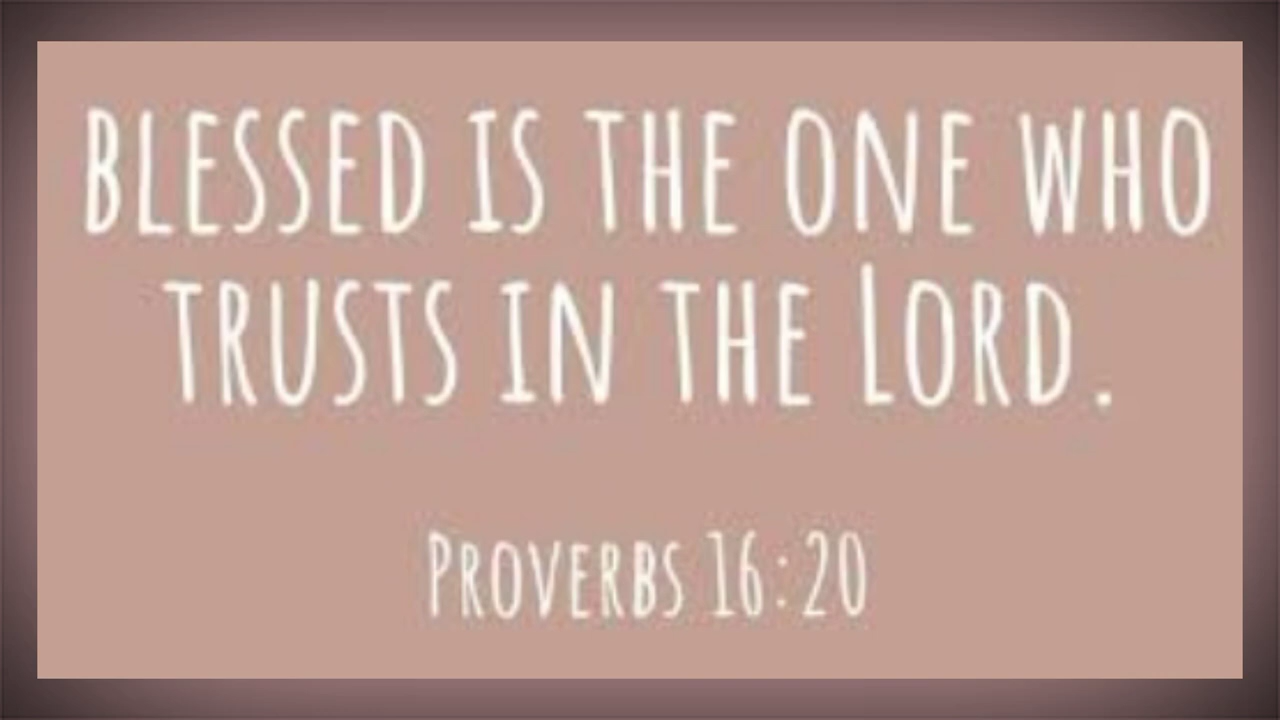 BLESSED IS THE ONE WHO
TRUSTS IN THE LORD.
PROVERBS 16:20